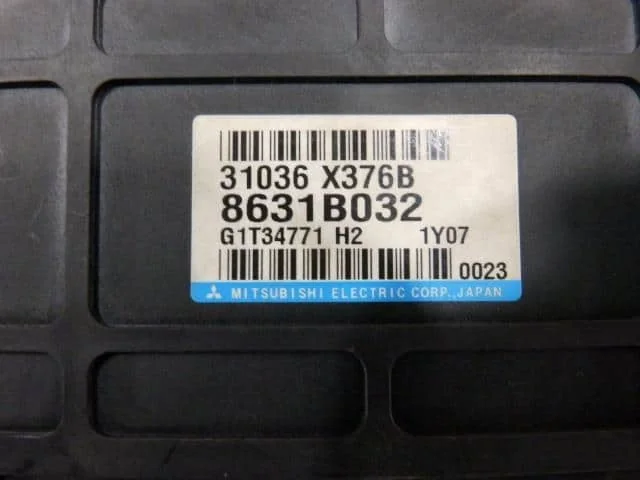 31036 X376B
8631B032
G1T34771 H2 1Y07
0023
MITSUBISHI ELECTRIC CORP., JAPAN